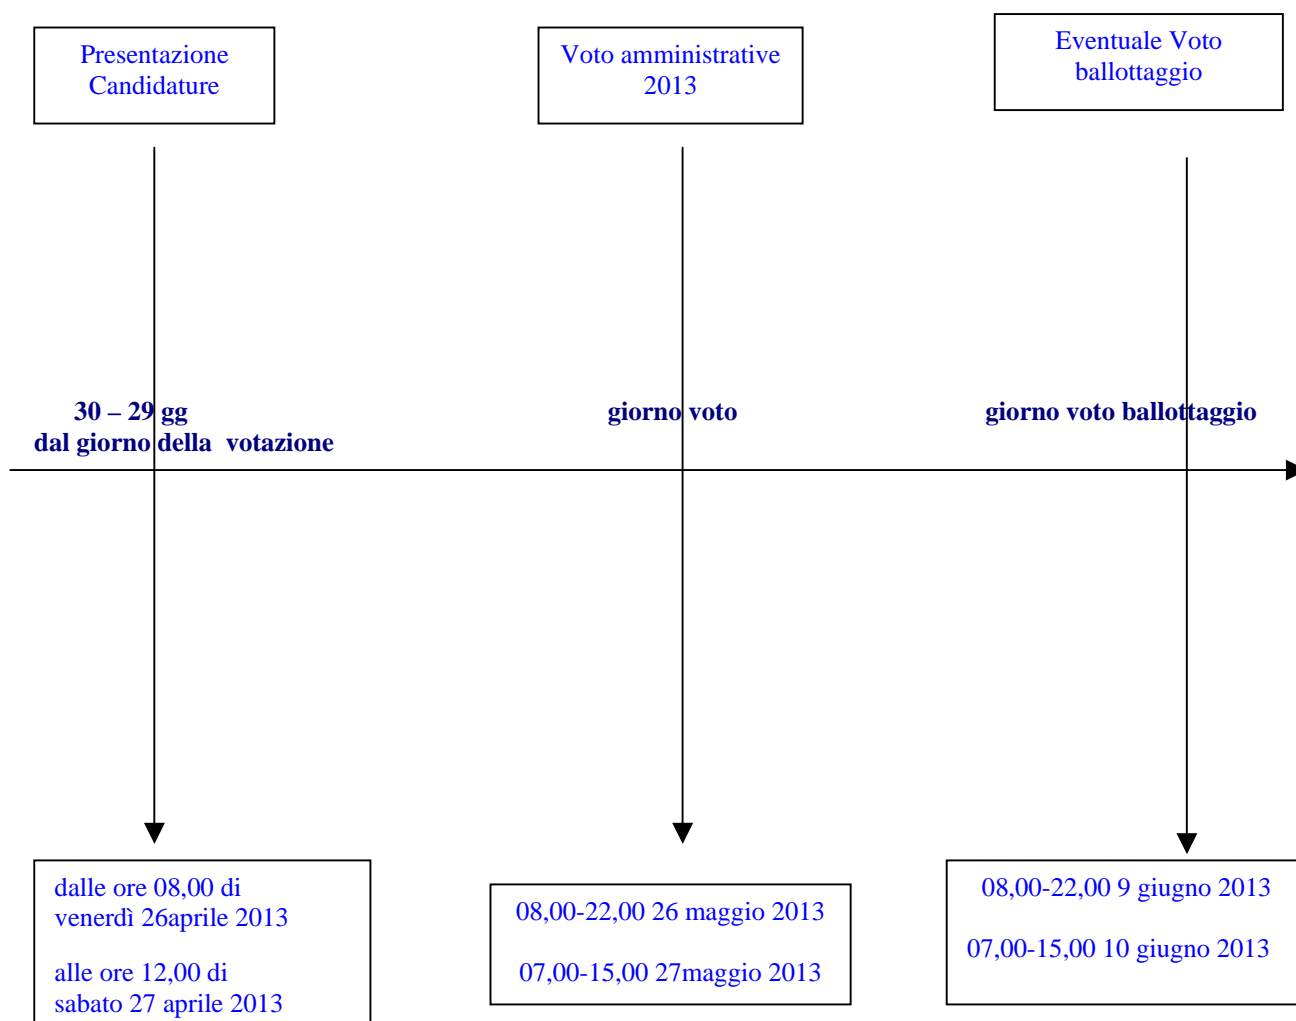 Presentazione
Candidature
Voto amministrative
2013
Eventuale Voto
ballottaggio
30 – 29 gg
dal giorno della  votazione
giorno voto
giorno voto ballottaggio
dalle ore 08,00 di
venerdì 26aprile 2013
alle ore 12,00 di
sabato 27 aprile 2013
08,00-22,00 26 maggio 2013
07,00-15,00 27maggio 2013
08,00-22,00 9 giugno 2013
07,00-15,00 10 giugno 2013